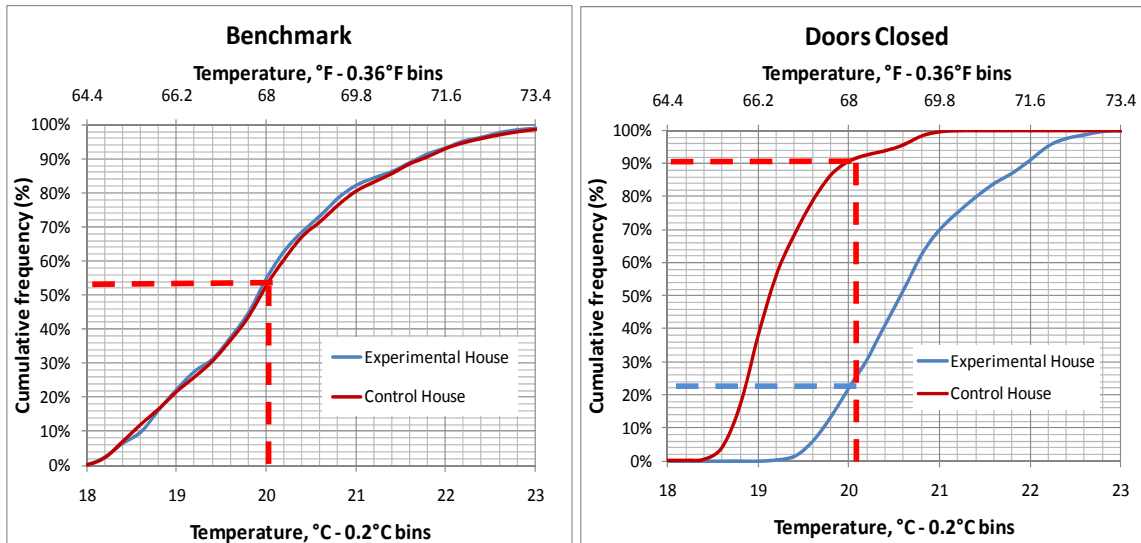 Benchmark
Temperature, °F - 0.36°F bins
64.4 66.2 68 69.8 71.6 73.4
100%
90%
80%
70%
60%
50%
40%
30%
20%
10%
0%
Cumulative frequency (%)
Experimental House
Control House
18 19 20 21 22 23
Temperature, °C - 0.2°C bins
Doors Closed
Temperature, °F - 0.36°F bins
64.4 66.2 68 69.8 71.6 73.4
100%
90%
80%
70%
60%
50%
40%
30%
20%
10%
0%
Cumulative frequency (%)
Experimental House
Control House
18 19 20 21 22 23
Temperature, °C - 0.2°C bins